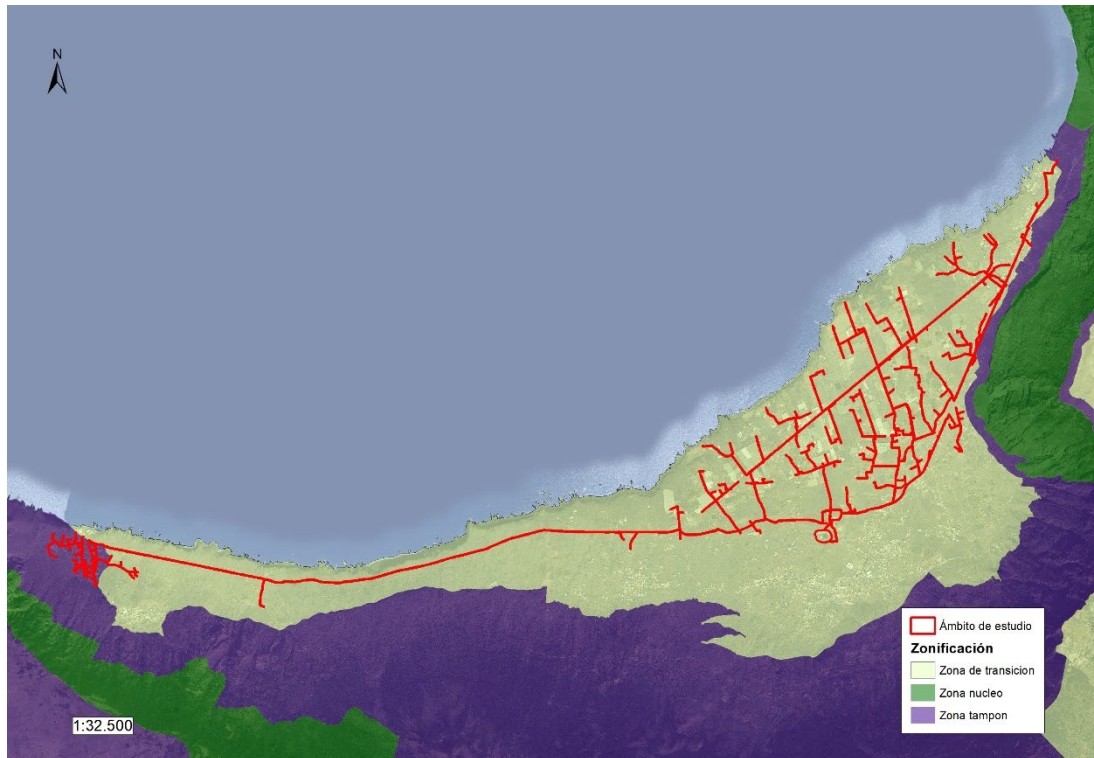 N
Ámbito de estudio
Zonificación
Zona de transicion
Zona nucleo
Zona tampon
1:32.500